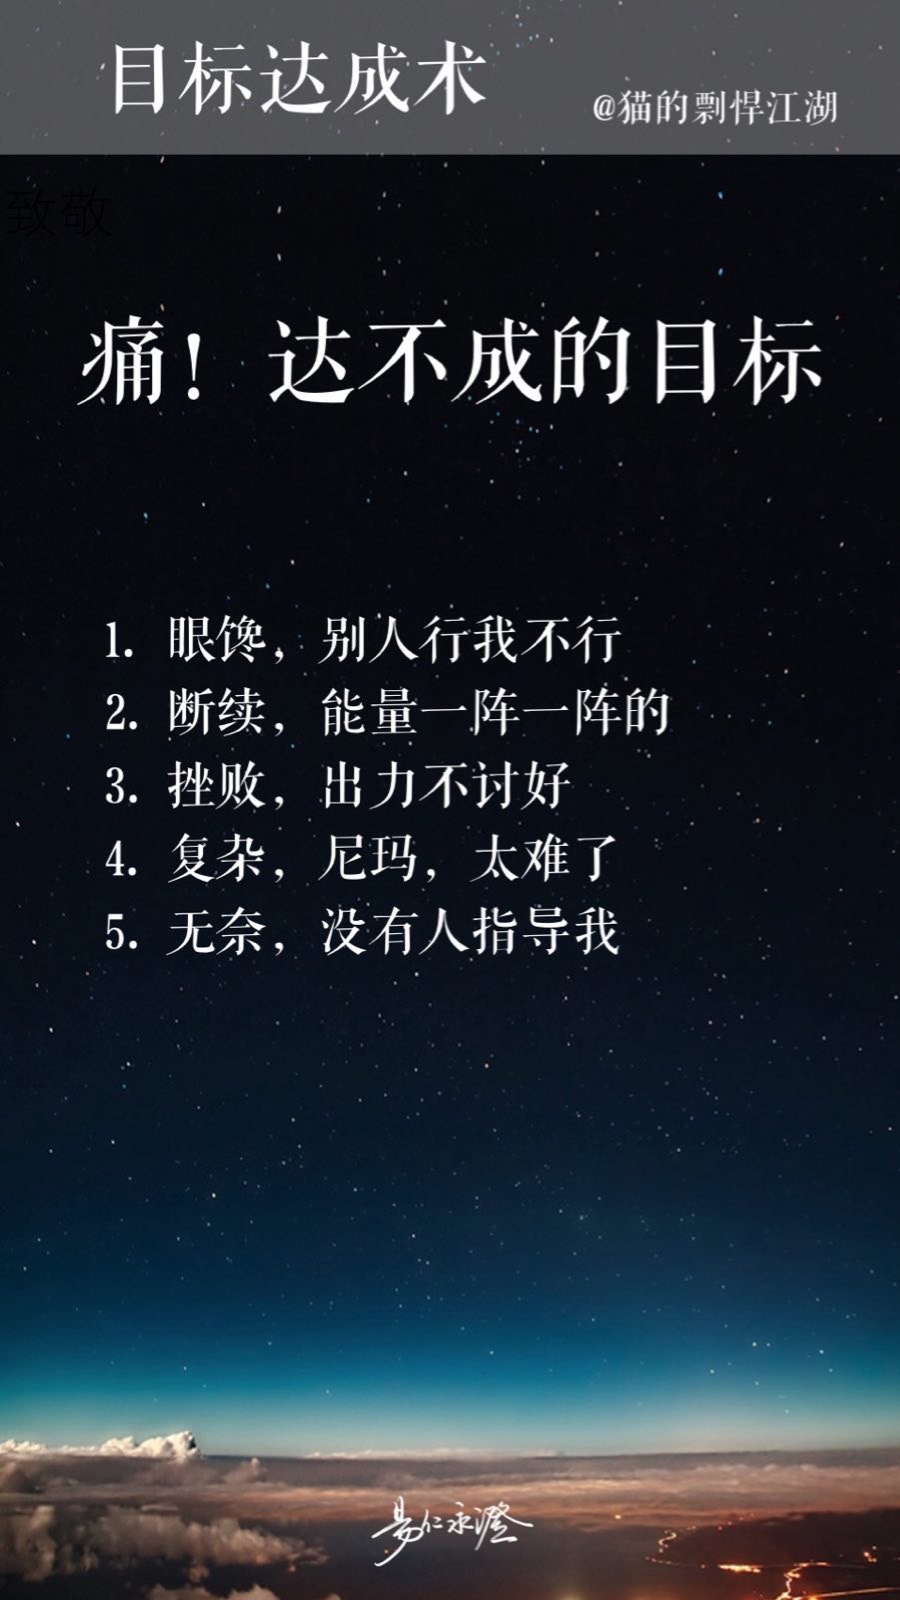 目标达成术
@猫的剽悍江湖
致敬
痛！达不成的目标
1. 眼馋，别人行我不行
2. 断续，能量一阵一阵的
3. 挫败，出力不讨好
4. 复杂，尼玛，太难了
5. 无奈，没有人指导我
易仁永澄